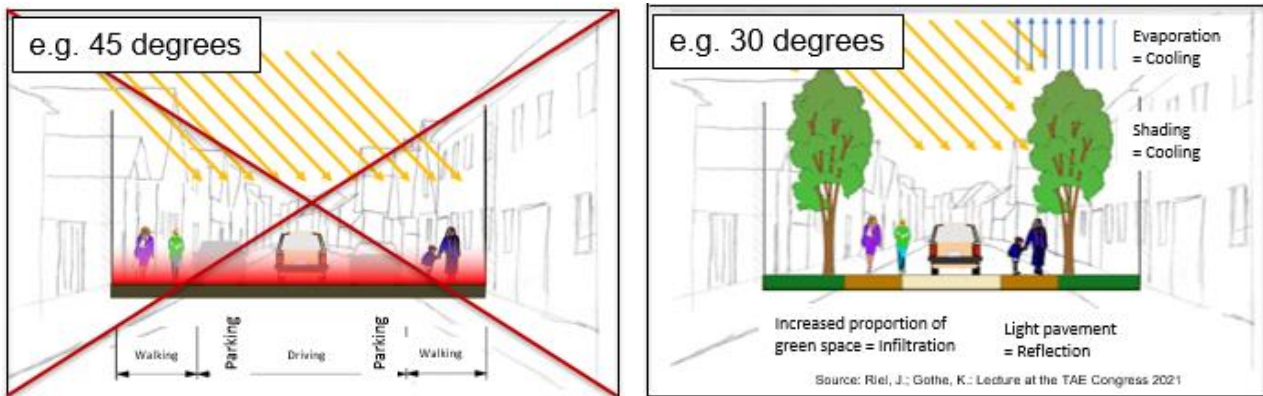 e.g. 45 degrees
Walking
Parking
Driving
Parking
Walking
e.g. 30 degrees
Evaporation
= Cooling
Shading
= Cooling
Increased proportion of
green space = Infiltration
Light pavement
= Reflection
Source: Riel, J.; Gothe, K.: Lecture at the TAE Congress 2021